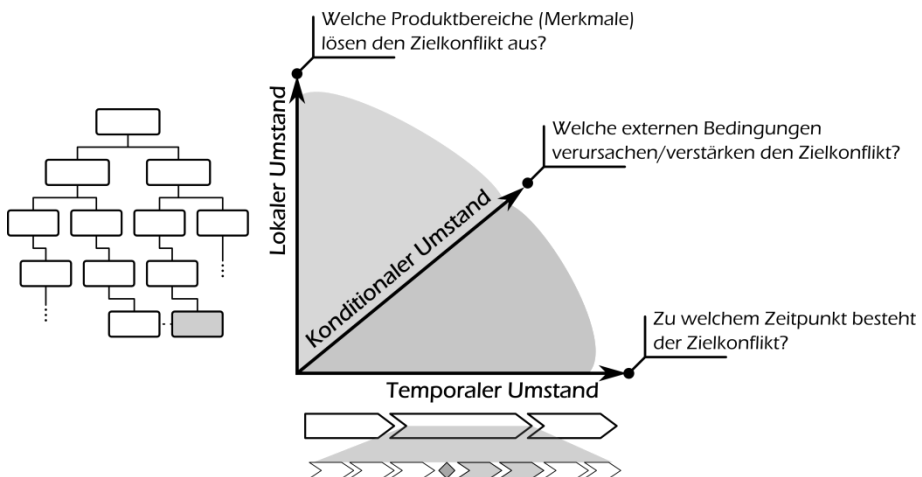 Welche Produktbereiche (Merkmale)
lösen den Zielkonflikt aus?
Welche externen Bedingungen
verursachen/verstärken den Zielkonflikt?
Lokaler Umstand
Konditionaler Umstand
Zu welchem Zeitpunkt besteht
der Zielkonflikt?
Temporaler Umstand